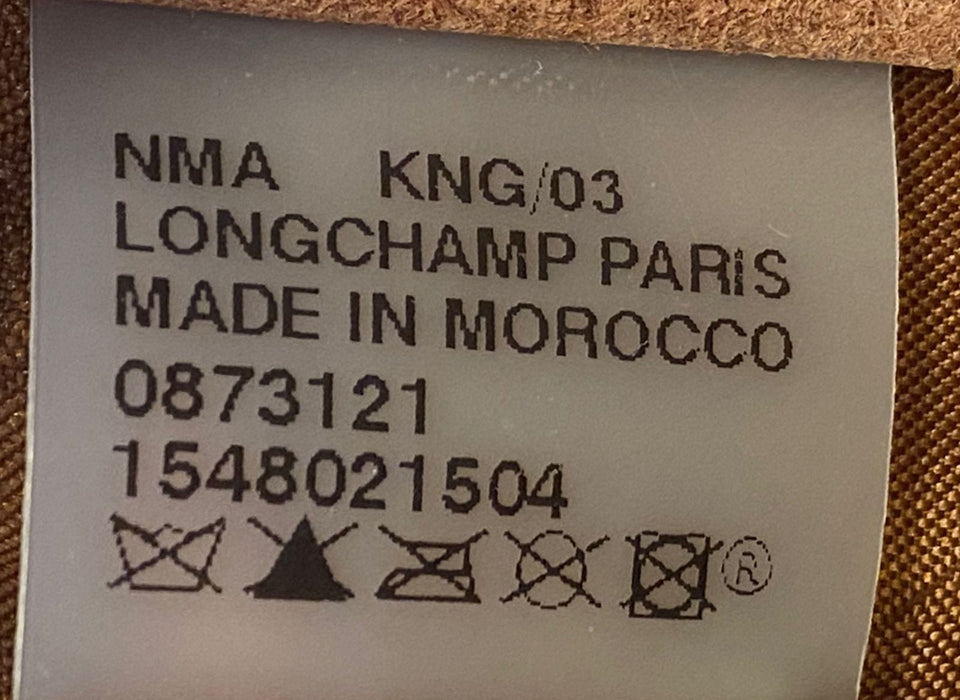 NMA KNG/03
LONGCHAMP PARIS
MADE IN MOROCCO
0873121
1548021504
®